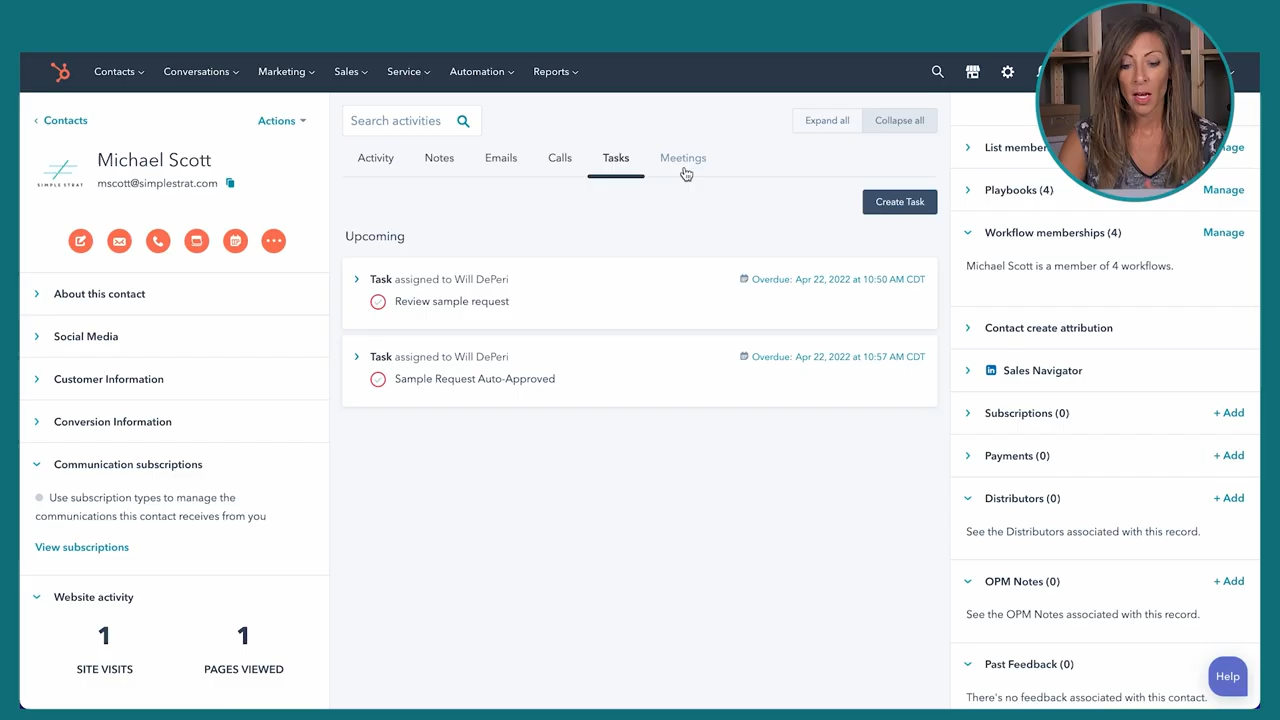 Contacts
Conversations
Marketing
Sales
Service
Automation
Reports
Contacts
Actions
SIMPLE STRAT
Michael Scott
mscott@simplestrat.com
About this contact
Social Media
Customer Information
Conversion Information
Communication subscriptions
Use subscription types to manage the
communications this contact receives from you
View subscriptions
Website activity
1
SITE VISITS
1
PAGES VIEWED
Search activities
Expand all
Collapse all
Activity
Notes
Emails
Calls
Tasks
Meetings
Create Task
Upcoming
Task assigned to Will DePeri
Overdue: Apr 22, 2022 at 10:50 AM CDT
Review sample request
Task assigned to Will DePeri
Overdue: Apr 22, 2022 at 10:57 AM CDT
Sample Request Auto-Approved
List
Playbooks (4)
Manage
Workflow memberships (4)
Manage
Michael Scott is a member of 4 workflows.
Contact create attribution
in Sales Navigator
Subscriptions (0)
+ Add
Payments (0)
+ Add
Distributors (0)
+ Add
See the Distributors associated with this record.
OPM Notes (0)
+ Add
See the OPM Notes associated with this record.
Past Feedback (0)
There's no feedback associated with this contact.
Help